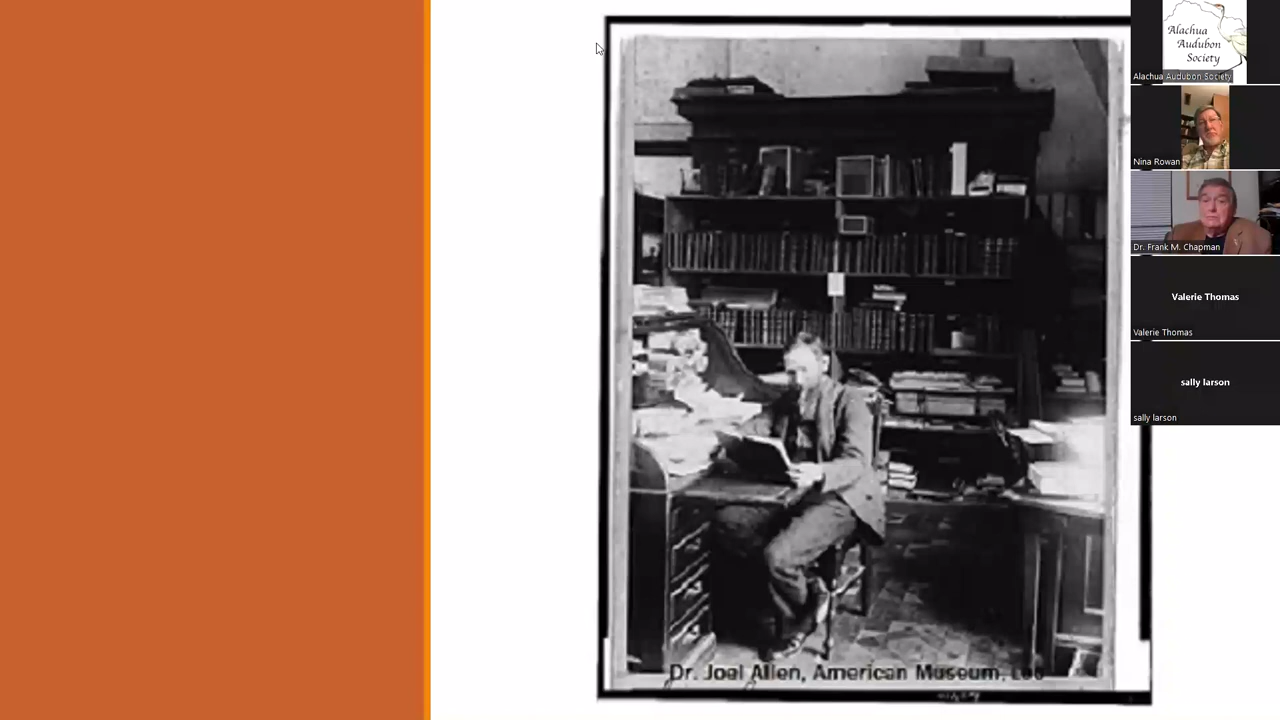 Alachua
Audubon
Society
Alachua Audubon Society
Nina Rowan
Dr. Frank M. Chapman
Valerie Thomas
Valerie Thomas
sally larson
sally larson
Dr. Joel Allen, American Museum,